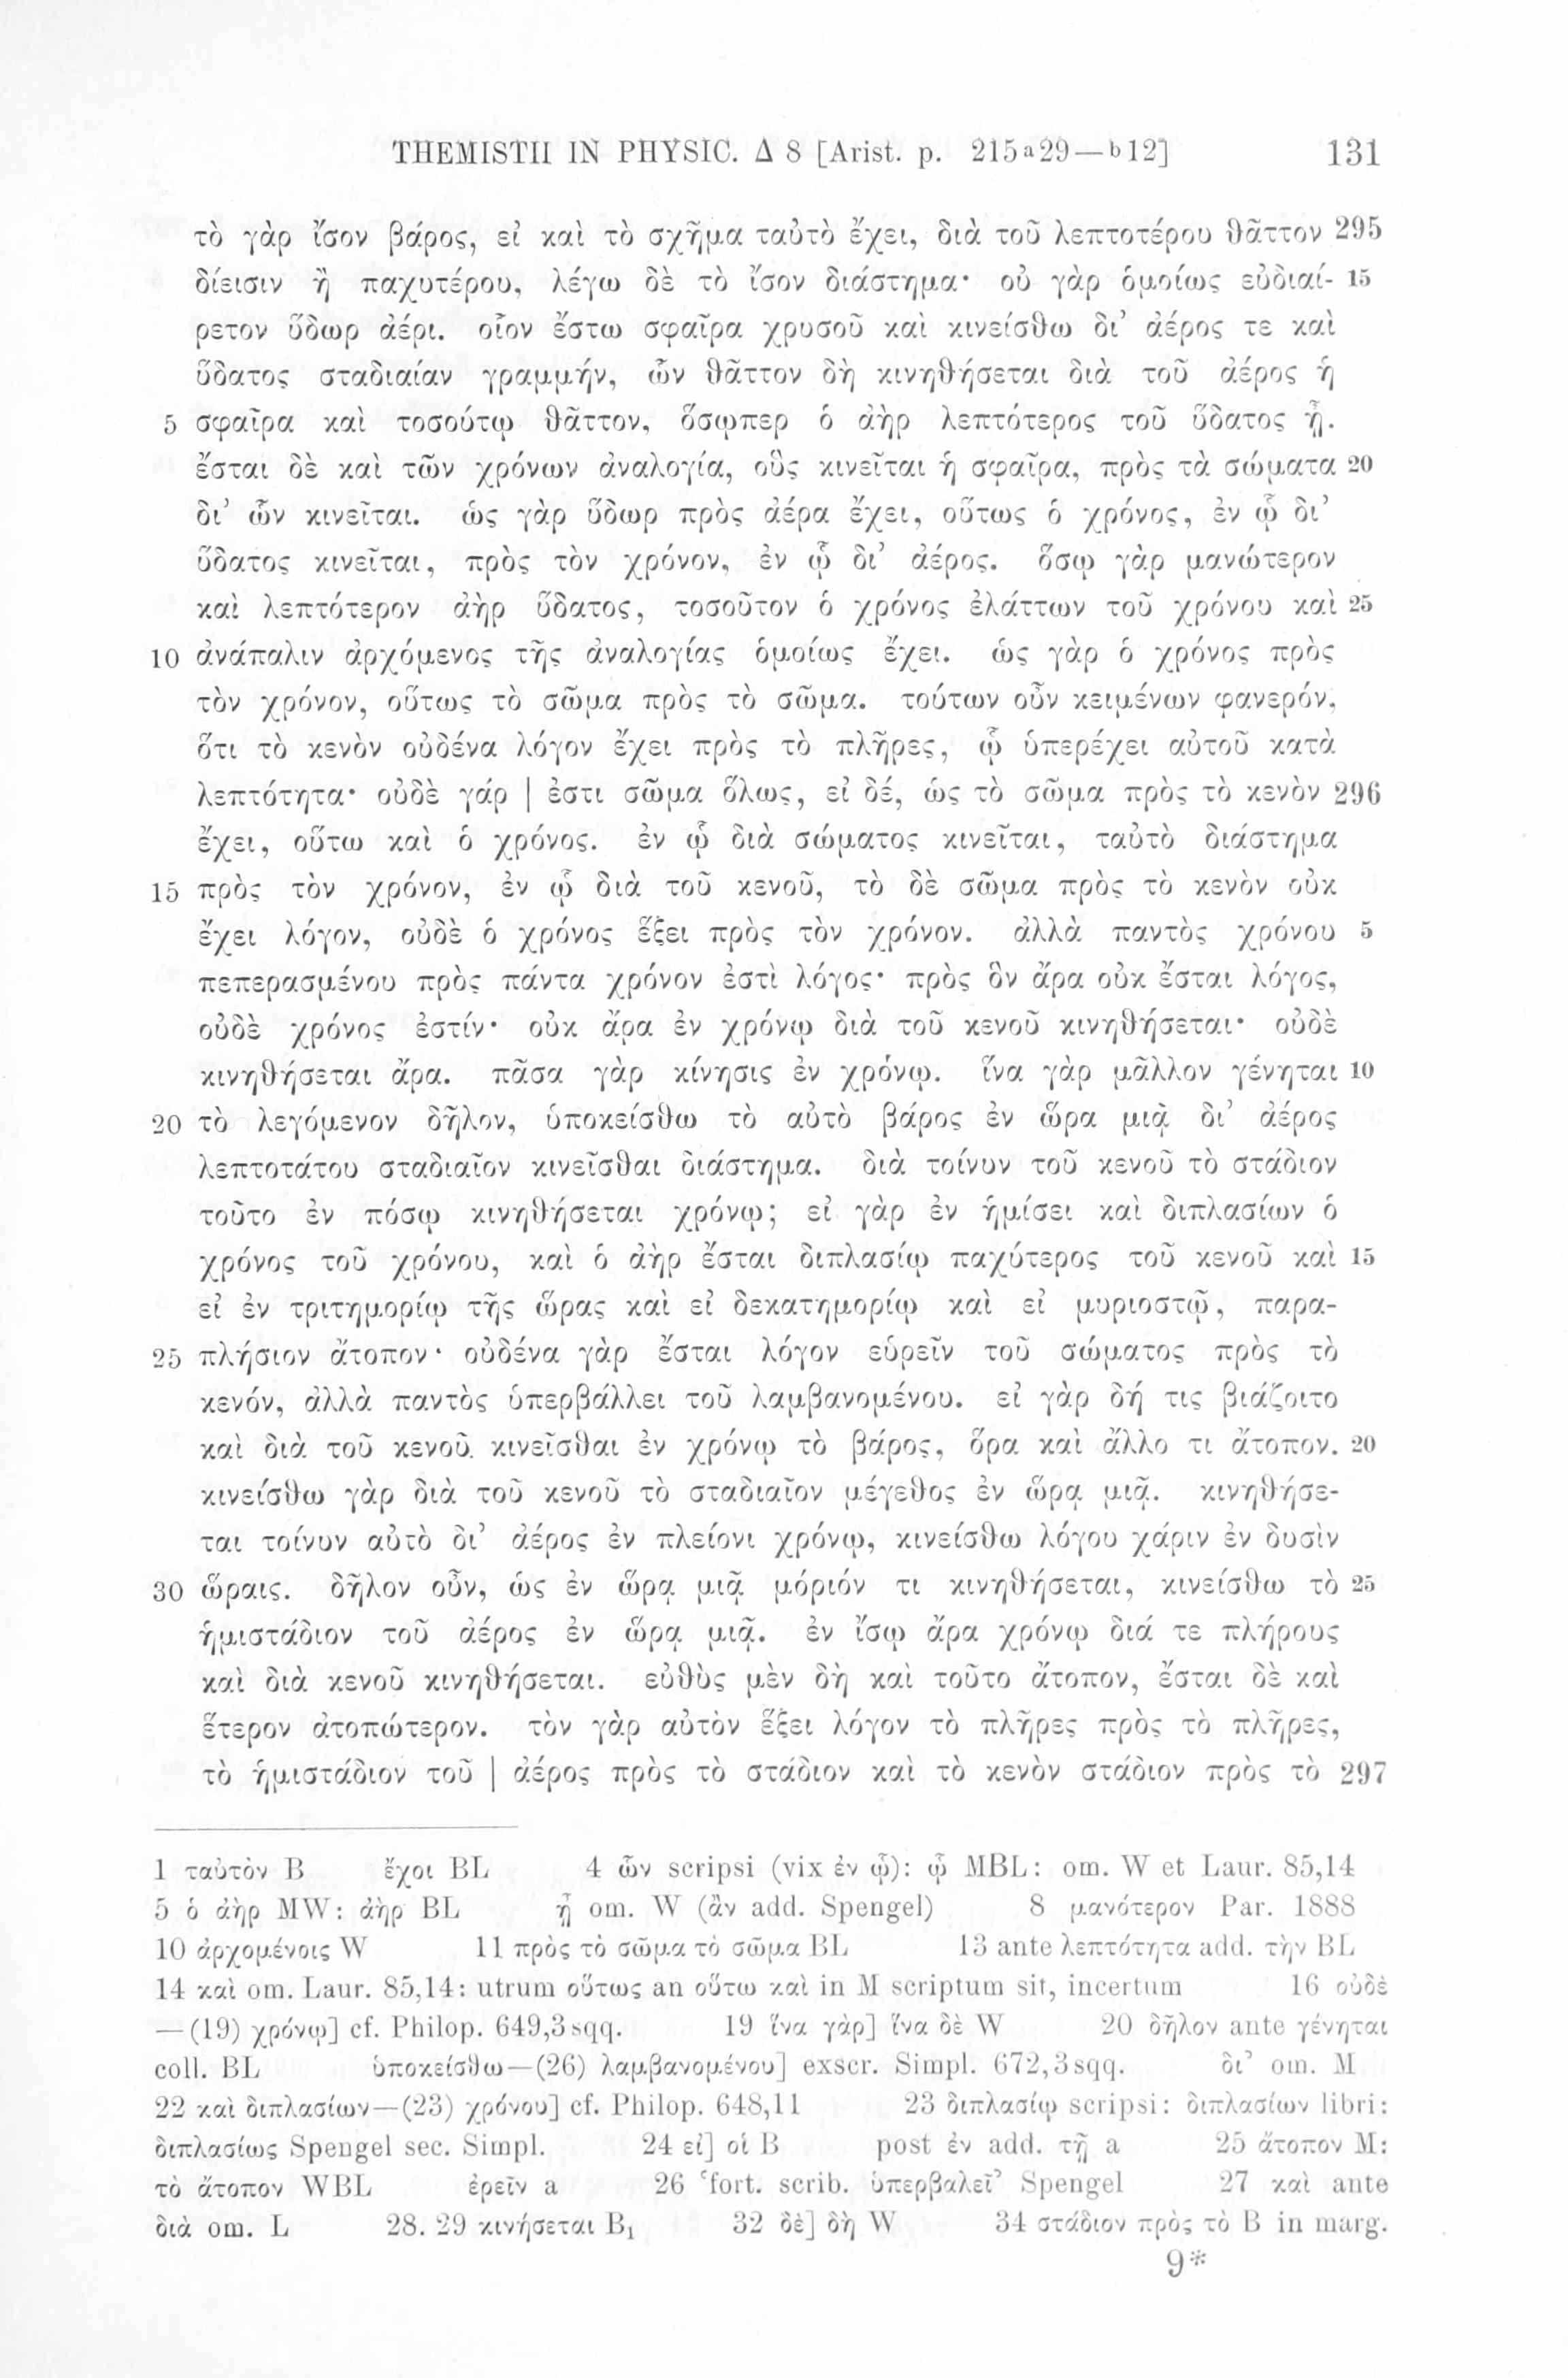 THEMISTII IN PHYSIC. Δ 8 [Arist. p. 215a29—b12] 131
τὸ γὰρ ἴσον βάρος, εἰ καὶ τὸ σχῆμα ταὐτὸ ἔχει, διὰ τοῦ λεπτοτέρου θᾶττον 295
δίεισιν ἢ παχυτέρου, λέγω δὲ τὸ ἴσον διάστημα· οὐ γὰρ ὁμοίως εὐδιαί- 15
ρετον ὕδωρ ἀέρι. οἷον ἔστω σφαῖρα χρυσοῦ καὶ κινείσθω δι’ ἀέρος τε καὶ
ὕδατος σταδιαίαν γραμμήν, ὧν θᾶττον δὴ κινηθήσεται διὰ τοῦ ἀέρος ἡ
5 σφαῖρα καὶ τοσούτῳ θᾶττον, ὅσῳπερ ὁ ἀὴρ λεπτότερος τοῦ ὕδατος ᾖ.
ἔσται δὲ καὶ τῶν χρόνων ἀναλογία, οὓς κινεῖται ἡ σφαῖρα, πρὸς τὰ σώματα 20
δι’ ὧν κινεῖται. ὡς γὰρ ὕδωρ πρὸς ἀέρα ἔχει, οὕτως ὁ χρόνος, ἐν ᾧ δι’
ὕδατος κινεῖται, πρὸς τὸν χρόνον, ἐν ᾧ δι’ ἀέρος. ὅσῳ γὰρ μανώτερον
καὶ λεπτότερον ἀὴρ ὕδατος, τοσοῦτον ὁ χρόνος ἐλάττων τοῦ χρόνου καὶ 25
10 ἀνάπαλιν ἀρχόμενος τῆς ἀναλογίας ὁμοίως ἔχει. ὡς γὰρ ὁ χρόνος πρὸς
τὸν χρόνον, οὕτως τὸ σῶμα πρὸς τὸ σῶμα. τούτων οὖν κειμένων φανερόν,
ὅτι τὸ κενὸν οὐδένα λόγον ἔχει πρὸς τὸ πλῆρες, ᾧ ὑπερέχει αὐτοῦ κατὰ
λεπτότητα· οὐδὲ γάρ | ἐστι σῶμα ὅλως, εἰ δέ, ὡς τὸ σῶμα πρὸς τὸ κενὸν 296
ἔχει, οὕτω καὶ ὁ χρόνος. ἐν ᾧ διὰ σώματος κινεῖται, ταὐτὸ διάστημα
15 πρὸς τὸν χρόνον, ἐν ᾧ διὰ τοῦ κενοῦ, τὸ δὲ σῶμα πρὸς τὸ κενὸν οὐκ
ἔχει λόγον, οὐδὲ ὁ χρόνος ἕξει πρὸς τὸν χρόνον. ἀλλὰ παντὸς χρόνου 5
πεπερασμένου πρὸς πάντα χρόνον ἐστὶ λόγος· πρὸς ὃν ἄρα οὐκ ἔσται λόγος,
οὐδὲ χρόνος ἐστίν· οὐκ ἄρα ἐν χρόνῳ διὰ τοῦ κενοῦ κινηθήσεται· οὐδὲ
κινηθήσεται ἄρα. πᾶσα γὰρ κίνησις ἐν χρόνῳ. ἵνα γὰρ μᾶλλον γένηται 10
20 τὸ λεγόμενον δῆλον, ὑποκείσθω τὸ αὐτὸ βάρος ἐν ὥρα μιᾷ δι’ ἀέρος
λεπτοτάτου σταδιαῖον κινεῖσθαι διάστημα. διὰ τοίνυν τοῦ κενοῦ τὸ στάδιον
τοῦτο ἐν πόσῳ κινηθήσεται χρόνῳ; εἰ γὰρ ἐν ἡμίσει καὶ διπλασίων ὁ
χρόνος τοῦ χρόνου, καὶ ὁ ἀὴρ ἔσται διπλασίῳ παχύτερος τοῦ κενοῦ καὶ 15
εἰ ἐν τριτημορίῳ τῆς ὥρας καὶ εἰ δεκατημορίῳ καὶ εἰ μυριοστῷ, παρα-
25 πλήσιον ἄτοπον· οὐδένα γὰρ ἔσται λόγον εὑρεῖν τοῦ σώματος πρὸς τὸ
κενόν, ἀλλὰ παντὸς ὑπερβάλλει τοῦ λαμβανομένου. εἰ γὰρ δή τις βιάζοιτο
καὶ διὰ τοῦ κενοῦ κινεῖσθαι ἐν χρόνῳ τὸ βάρος, ὅρα καὶ ἄλλο τι ἄτοπον. 20
κινείσθω γὰρ διὰ τοῦ κενοῦ τὸ σταδιαῖον μέγεθος ἐν ὥρᾳ μιᾷ. κινηθήσε-
ται τοίνυν αὐτὸ δι’ ἀέρος ἐν πλείονι χρόνῳ, κινείσθω λόγου χάριν ἐν δυσὶν
30 ὥραις. δῆλον οὖν, ὡς ἐν ὥρᾳ μιᾷ μόριόν τι κινηθήσεται, κινείσθω τὸ 25
ἡμιστάδιον τοῦ ἀέρος ἐν ὥρᾳ μιᾷ. ἐν ἴσῳ ἄρα χρόνῳ διά τε πλήρους
καὶ διὰ κενοῦ κινηθήσεται. εὐθὺς μὲν δὴ καὶ τοῦτο ἄτοπον, ἔσται δὲ καὶ
ἕτερον ἀτοπώτερον. τὸν γὰρ αὐτὸν ἕξει λόγον τὸ πλῆρες πρὸς τὸ πλῆρες,
τὸ ἡμιστάδιον τοῦ | ἀέρος πρὸς τὸ στάδιον καὶ τὸ κενὸν στάδιον πρὸς τὸ 297
1 ταὐτὸν B ἔχοι BL 4 ὧν scripsi (vix ἐν ᾧ): ᾧ MBL: om. W et Laur. 85,14
5 ὁ ἀὴρ MW: ἀὴρ BL ᾖ om. W (ἂν add. Spengel) 8 μανότερον Par. 1888
10 ἀρχομένοις W 11 πρὸς τὸ σῶμα τὸ σῶμα BL 13 ante λεπτότητα add. τὴν BL
14 καὶ om. Laur. 85,14: utrum οὕτως an οὕτω καὶ in M scriptum sit, incertum 16 οὐδὲ
—(19) χρόνῳ] cf. Philop. 649,3sqq. 19 ἵνα γὰρ] ἵνα δὲ W 20 δῆλον ante γένηται
coll. BL ὑποκείσθω—(26) λαμβανομένου] exscr. Simpl. 672,3sqq. δι’ om. M
22 καὶ διπλασίων—(23) χρόνου] cf. Philop. 648,11 23 διπλασίῳ scripsi: διπλασίων libri:
διπλασίως Spengel sec. Simpl. 24 εἰ] οἱ B post ἐν add. τῇ a 25 ἄτοπον M:
τὸ ἄτοπον WBL ἐρεῖν a 26 ‘fort. scrib. ὑπερβαλεῖ’ Spengel 27 καὶ ante
διὰ om. L 28. 29 κινήσεται B₁ 32 δὲ] δὴ W 34 στάδιον πρὸς τὸ B in marg.
9*